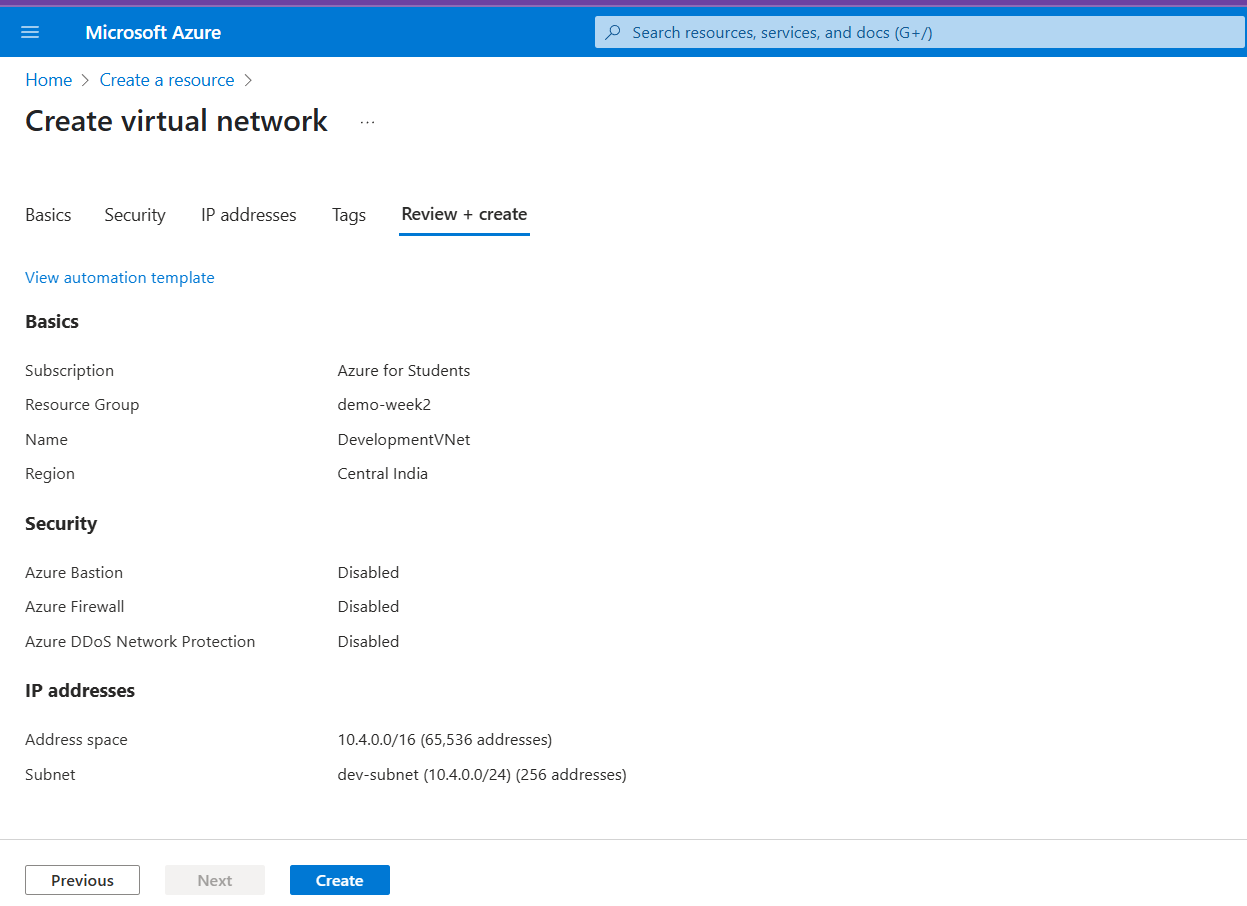 Microsoft Azure
Search resources, services, and docs (G+/)
Home > Create a resource >
Create virtual network ...
Basics Security IP addresses Tags Review + create
View automation template
Basics
Subscription Azure for Students
Resource Group demo-week2
Name DevelopmentVNet
Region Central India
Security
Azure Bastion Disabled
Azure Firewall Disabled
Azure DDoS Network Protection Disabled
IP addresses
Address space 10.4.0.0/16 (65,536 addresses)
Subnet dev-subnet (10.4.0.0/24) (256 addresses)
Previous Next Create